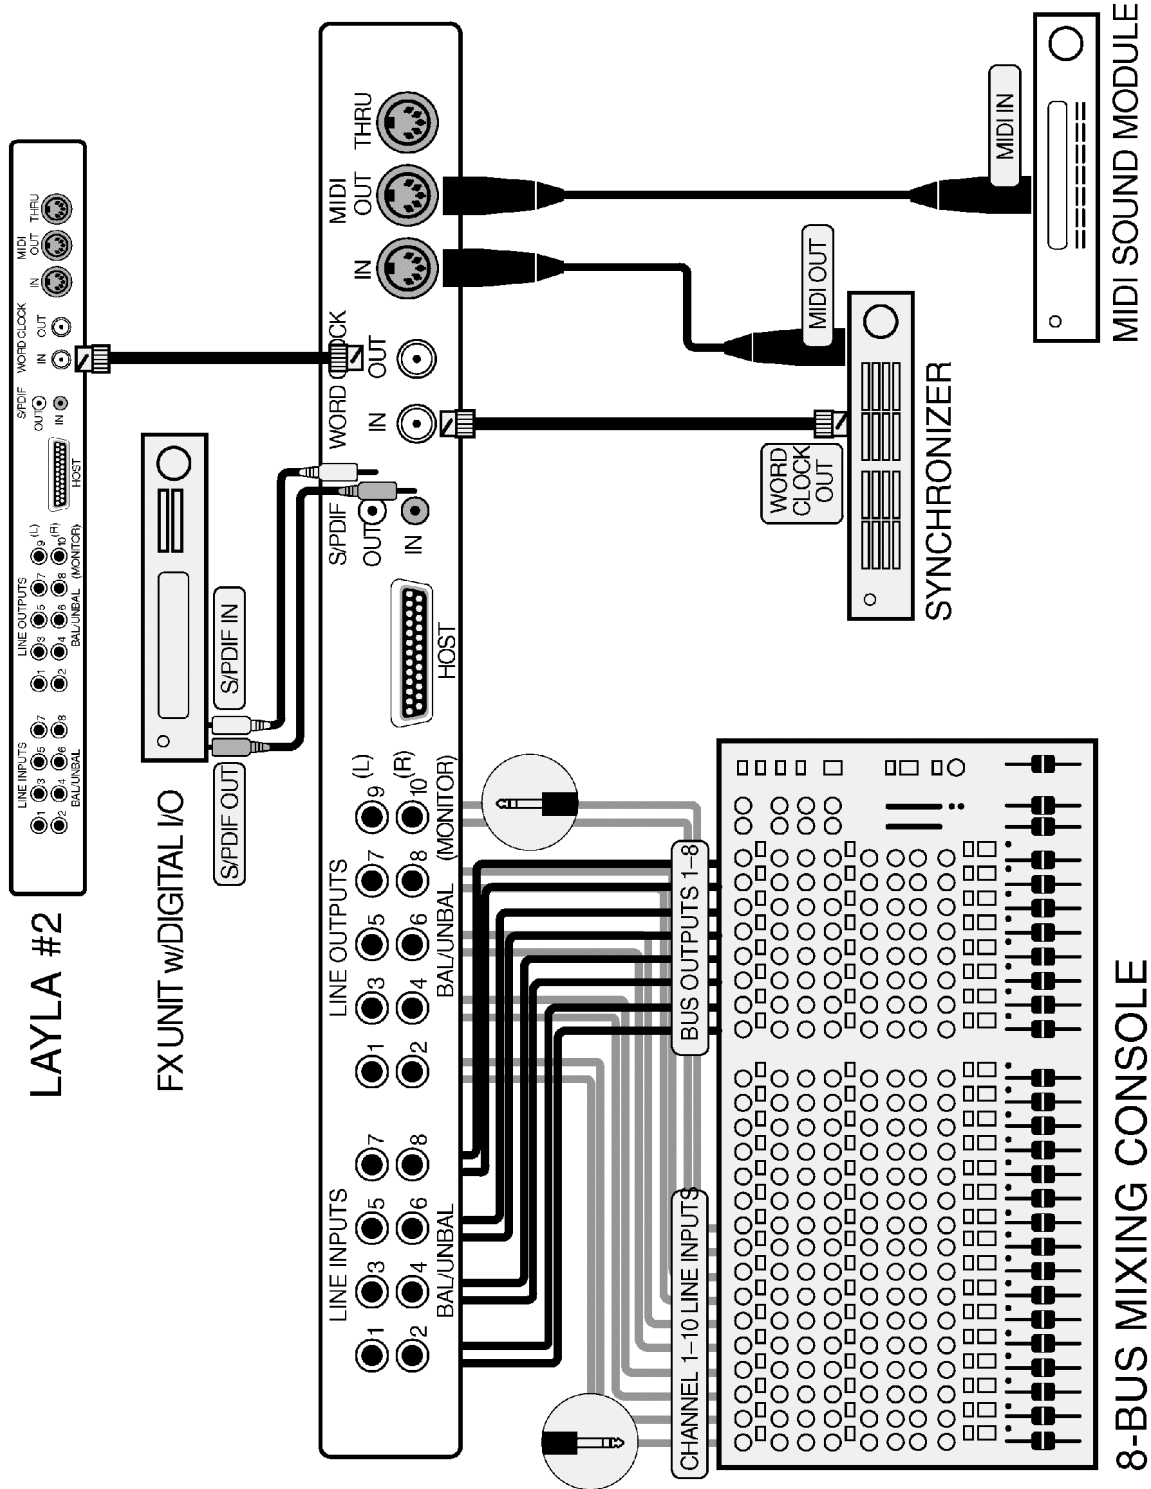 LAYLA #2
LINE INPUTS
1 3 5 7
2 4 6 8
BAL/UNBAL
LINE OUTPUTS
1 3 5 7 9 (L)
2 4 6 8 10 (R)
BAL/UNBAL (MONITOR)
HOST
S/PDIF
OUT
IN
WORD CLOCK
IN OUT
MIDI
IN OUT THRU
FX UNIT w/DIGITAL I/O
S/PDIF OUT
S/PDIF IN
LINE INPUTS
1 3 5 7
2 4 6 8
BAL/UNBAL
LINE OUTPUTS
1 3 5 7 9 (L)
2 4 6 8 10 (R)
BAL/UNBAL (MONITOR)
HOST
S/PDIF
OUT
IN
WORD CLOCK
IN OUT
MIDI
IN OUT THRU
CHANNEL 1–10 LINE INPUTS
BUS OUTPUTS 1–8
8-BUS MIXING CONSOLE
WORD
CLOCK
OUT
MIDI OUT
SYNCHRONIZER
MIDI IN
MIDI SOUND MODULE